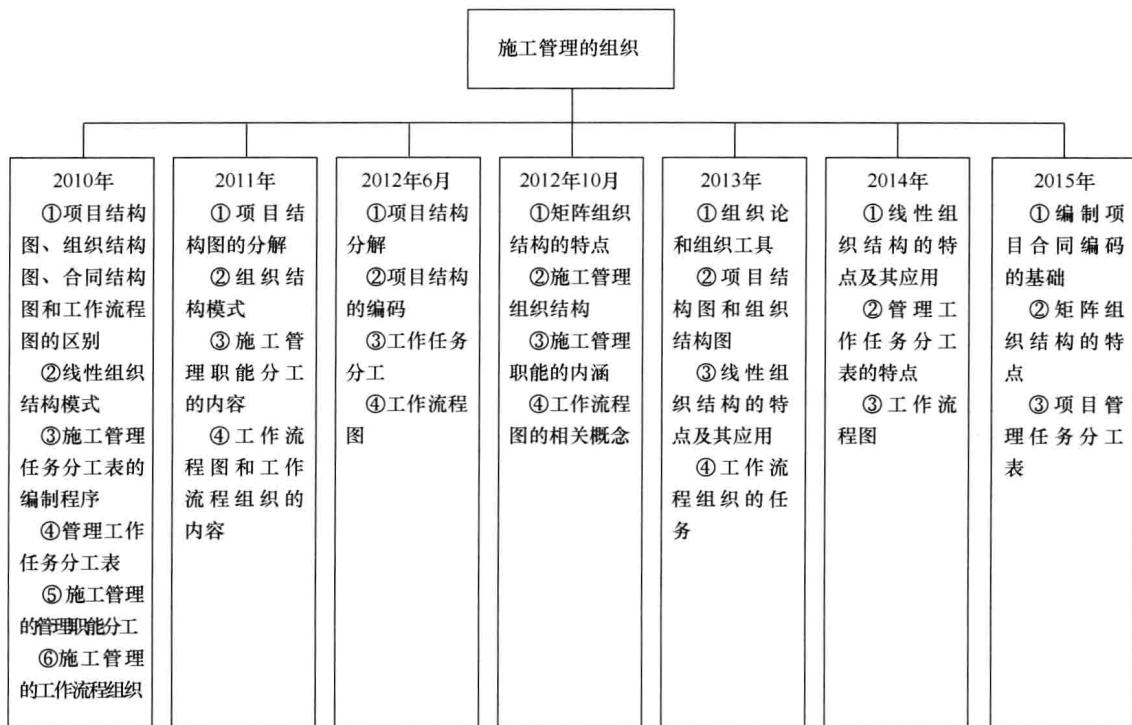 施工管理的组织
2010年
①项目结构
图、组织结构
图、合同结构
图和工作流程
图的区别
②线性组织
结构模式
③施工管理
任务分工表的
编制程序
④管理工作
任务分工表
⑤施工管理
的管理职能分工
⑥施工管理
的工作流程组织
2011年
①项目结
构图的分解
②组织结
构模式
③施工管
理职能分工
的内容
④工作流
程图和工作
流程组织的
内容
2012年6月
①项目结构
分解
②项目结构
的编码
③工作任务
分工
④工作流程
图
2012年10月
①矩阵组织
结构的特点
②施工管理
组织结构
③施工管理
职能的内涵
④工作流程
图的相关概念
2013年
①组织论
和组织工具
②项目结
构图和组织
结构图
③线性组
织结构的特
点及其应用
④工作流
程组织的任
务
2014年
①线性组
织结构的特
点及其应用
②管理工
作任务分工
表的特点
③工作流
程图
2015年
①编制项
目合同编码
的基础
②矩阵组
织结构的特
点
③项目管
理任务分工
表